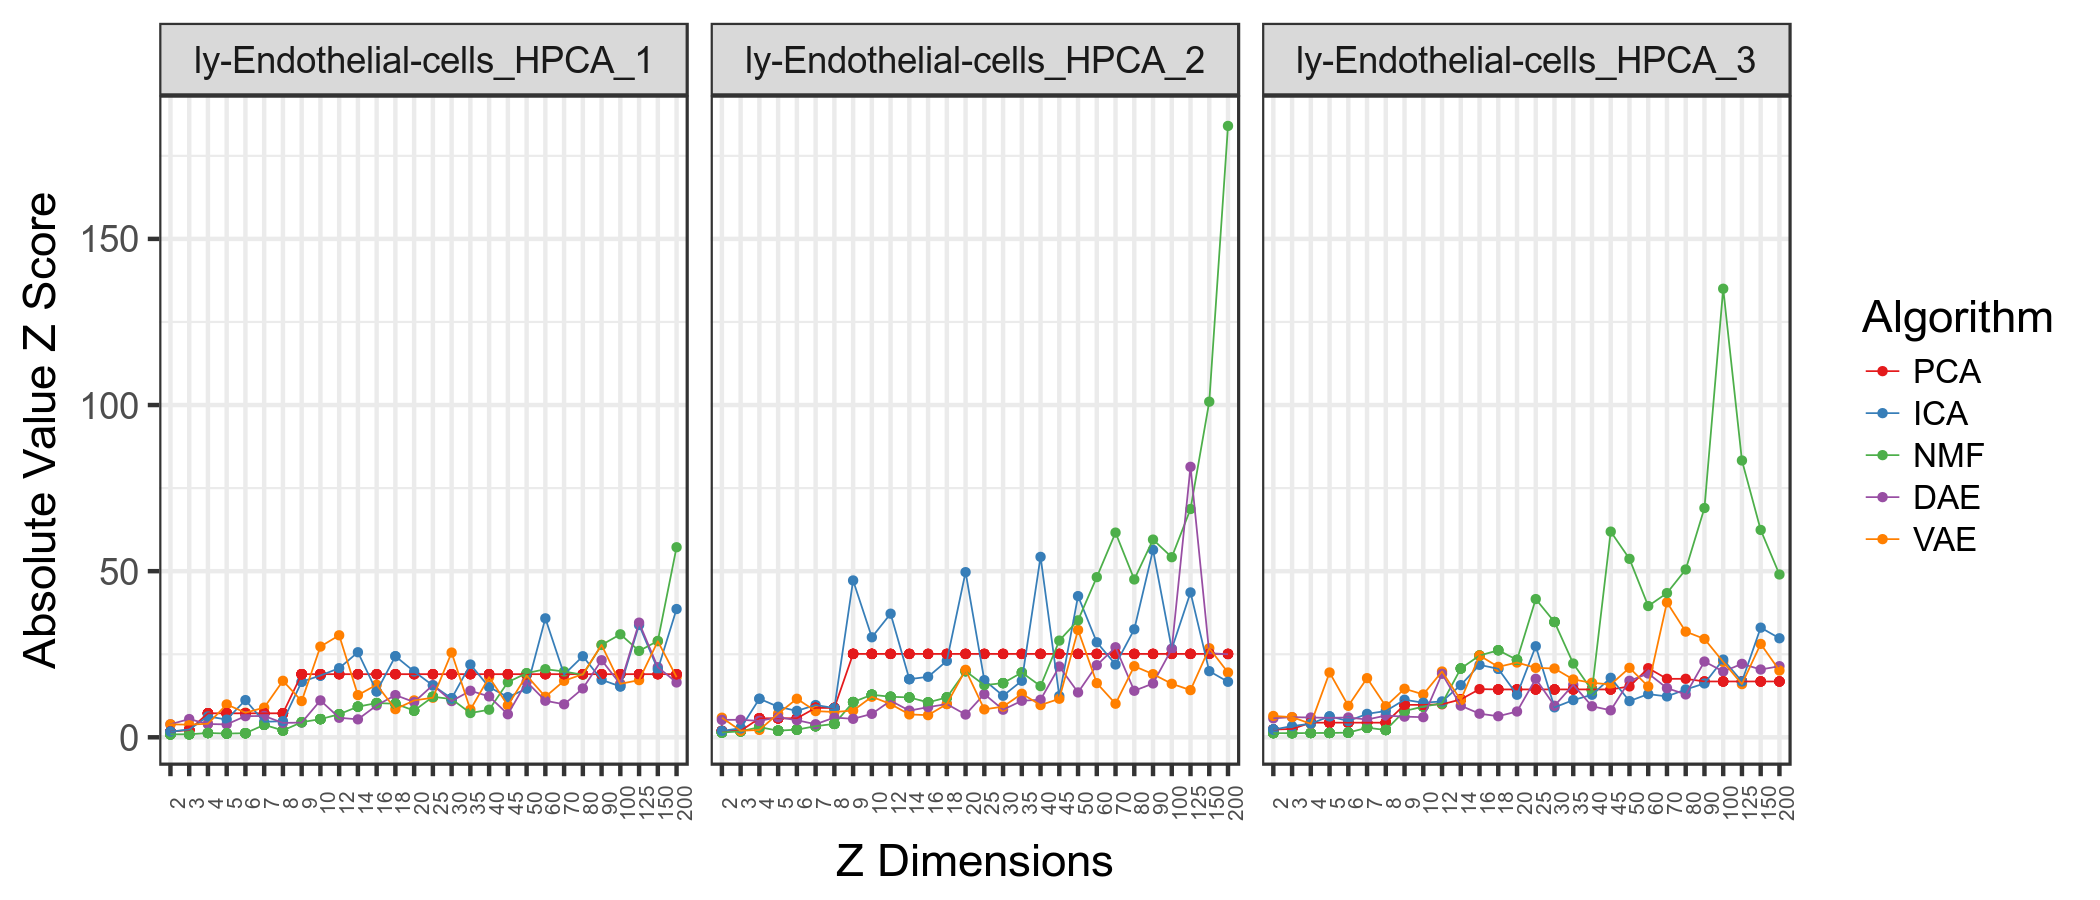 ly-Endothelial-cells_HPCA_1
ly-Endothelial-cells_HPCA_2
ly-Endothelial-cells_HPCA_3
Absolute Value Z Score
150
100
50
0
2 3 4 5 6 7 8 9 10 12 14 16 18 20 25 30 35 40 45 50 60 70 80 90 100 125 150 200
2 3 4 5 6 7 8 9 10 12 14 16 18 20 25 30 35 40 45 50 60 70 80 90 100 125 150 200
2 3 4 5 6 7 8 9 10 12 14 16 18 20 25 30 35 40 45 50 60 70 80 90 100 125 150 200
Z Dimensions
Algorithm
PCA
ICA
NMF
DAE
VAE